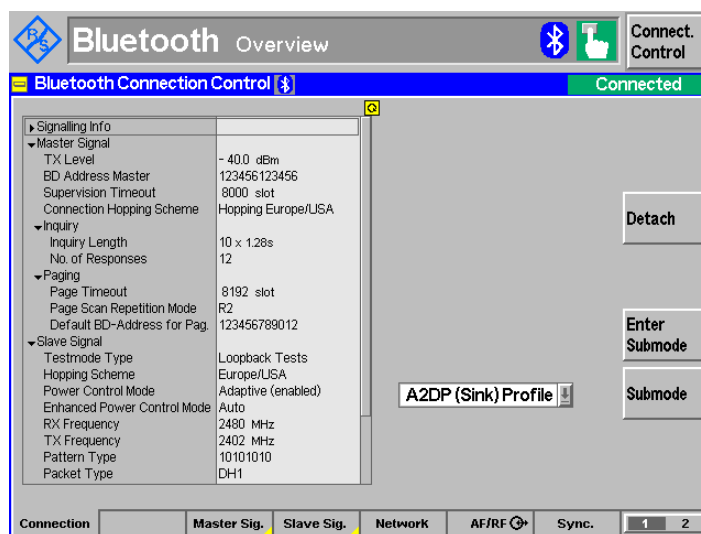 R/S
Bluetooth Overview
Connect.
Control
Bluetooth Connection Control
Connected
Signalling Info
Master Signal
TX Level - 40.0 dBm
BD Address Master 123456123456
Supervision Timeout 8000 slot
Connection Hopping Scheme Hopping Europe/USA
Inquiry
Inquiry Length 10 x 1.28s
No. of Responses 12
Paging
Page Timeout 8192 slot
Page Scan Repetition Mode R2
Default BD-Address for Pag. 123456789012
Slave Signal
Testmode Type Loopback Tests
Hopping Scheme Europe/USA
Power Control Mode Adaptive (enabled)
Enhanced Power Control Mode Auto
RX Frequency 2480 MHz
TX Frequency 2402 MHz
Pattern Type 10101010
Packet Type DH1
A2DP (Sink) Profile
Detach
Enter
Submode
Submode
Connection Master Sig. Slave Sig. Network AF/RF Sync. 1 2